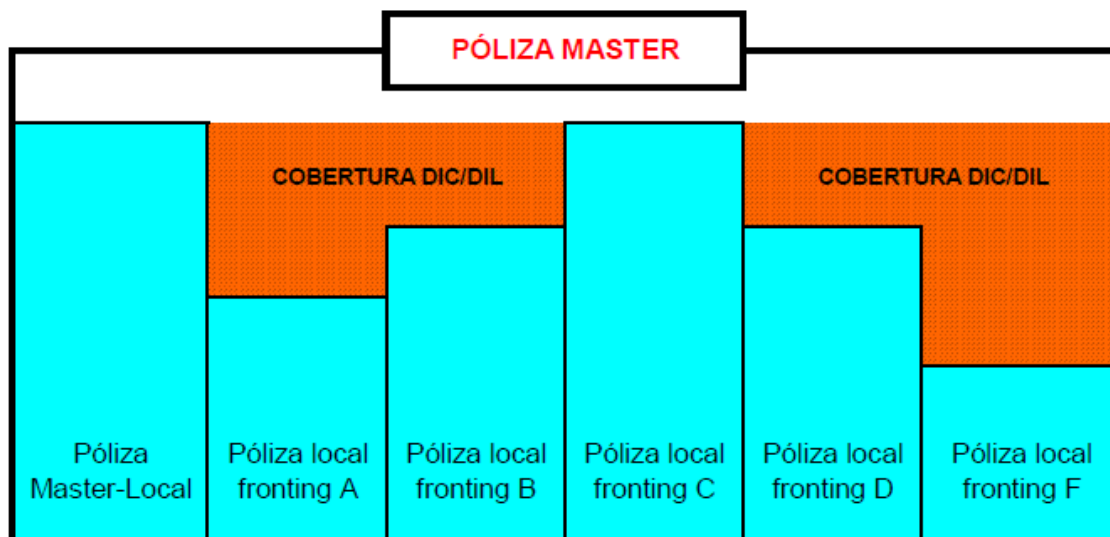 PÓLIZA MASTER
COBERTURA DIC/DIL
COBERTURA DIC/DIL
Póliza
Master-Local
Póliza local
fronting A
Póliza local
fronting B
Póliza local
fronting C
Póliza local
fronting D
Póliza local
fronting F